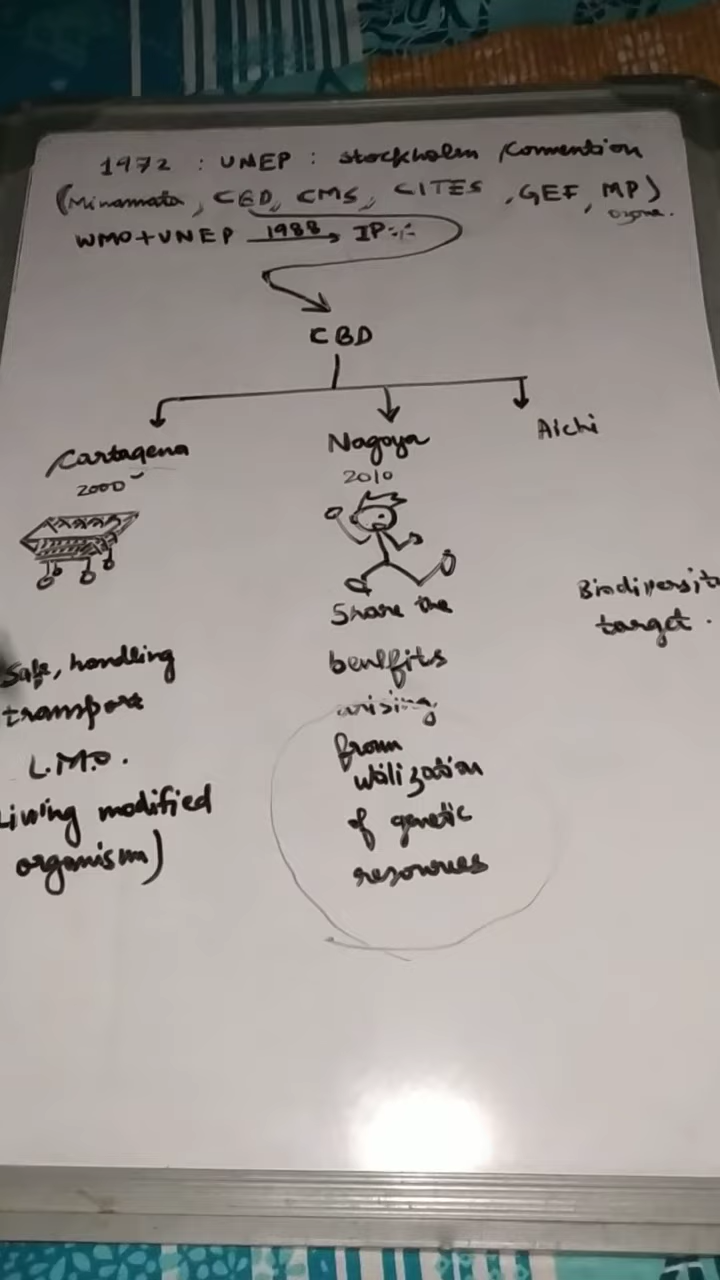 1972 : UNEP : Stockholm Convention
(Minamata, CBD, CMS, CITES, GEF, MP)
ozone.
WMO+UNEP 1988 IP
CBD
Cartagena
2000
Nagoya
2010
Aichi
Safe, handling
transport
L.M.O.
Living modified
organism)
Share the
benefits
arising
from
utilization
of genetic
resources
Biodiversity
target.